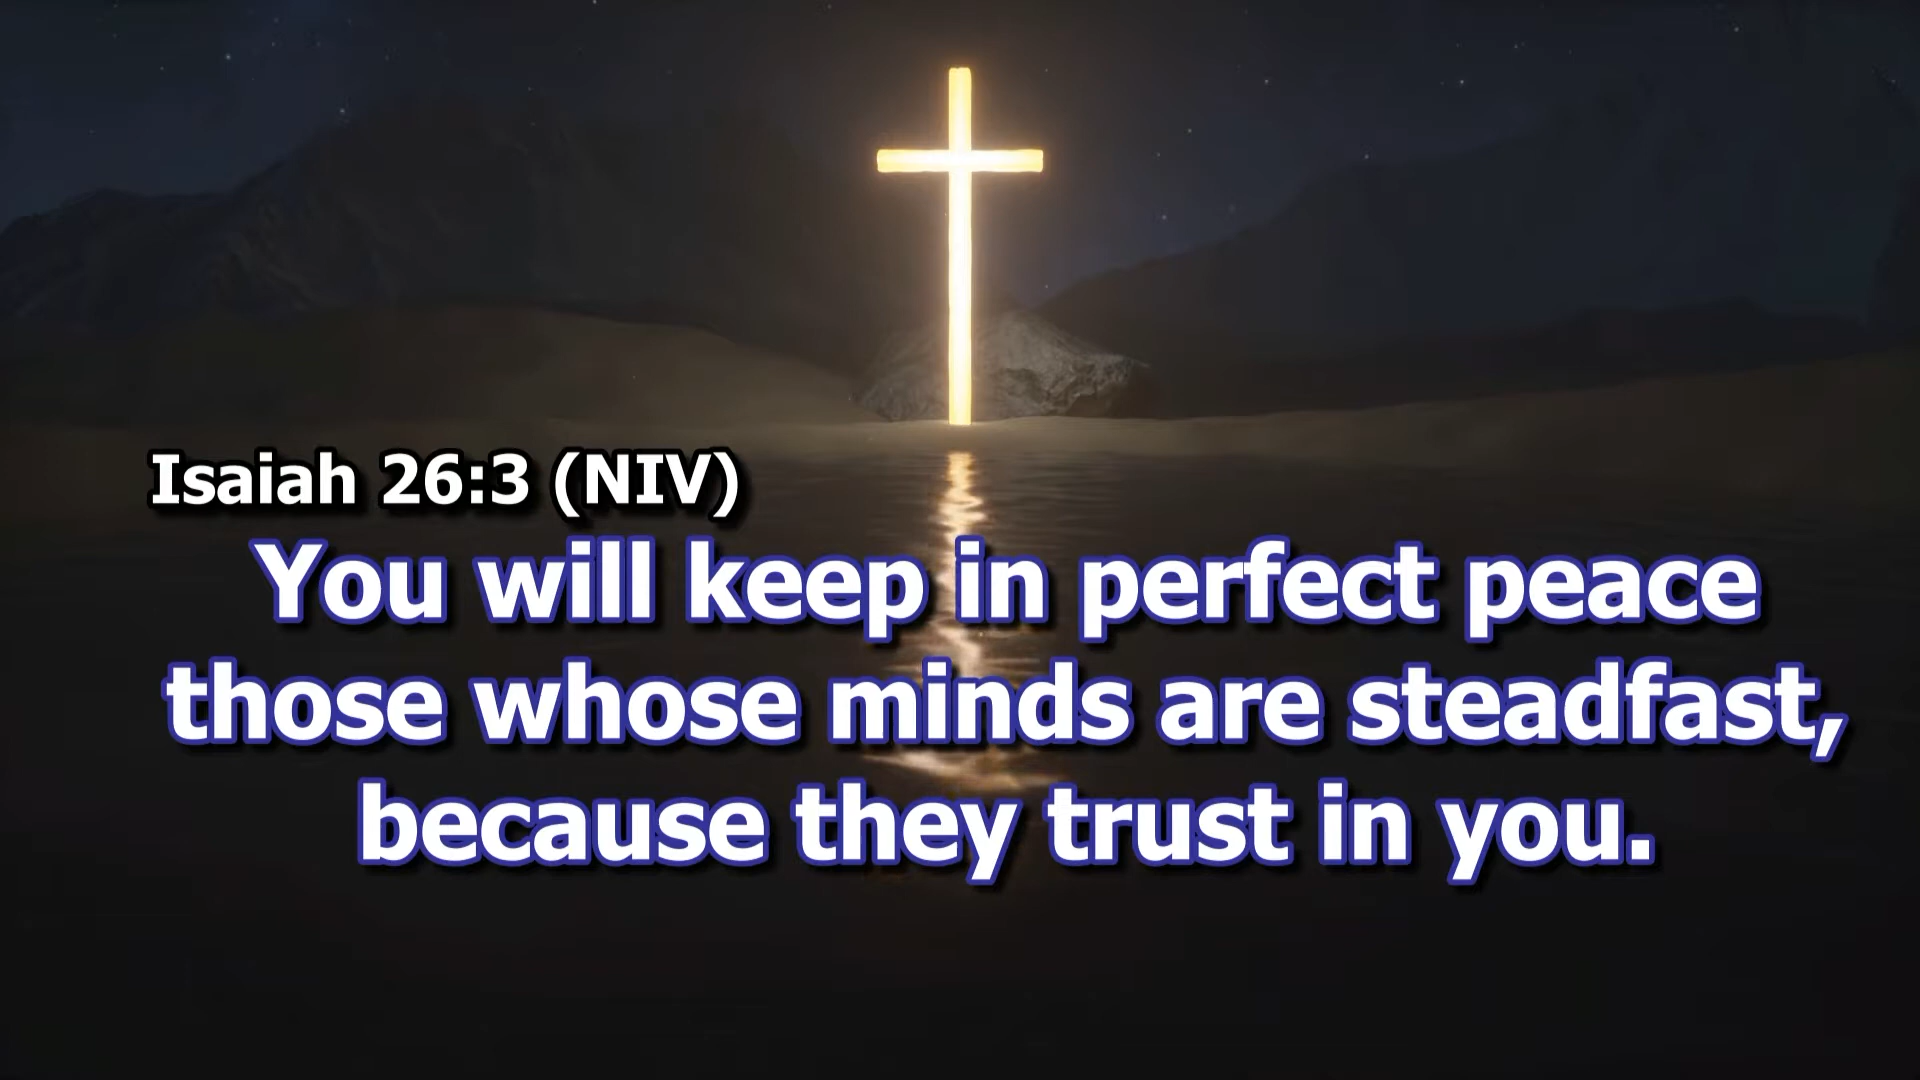 Isaiah 26:3 (NIV)
You will keep in perfect peace
those whose minds are steadfast,
because they trust in you.